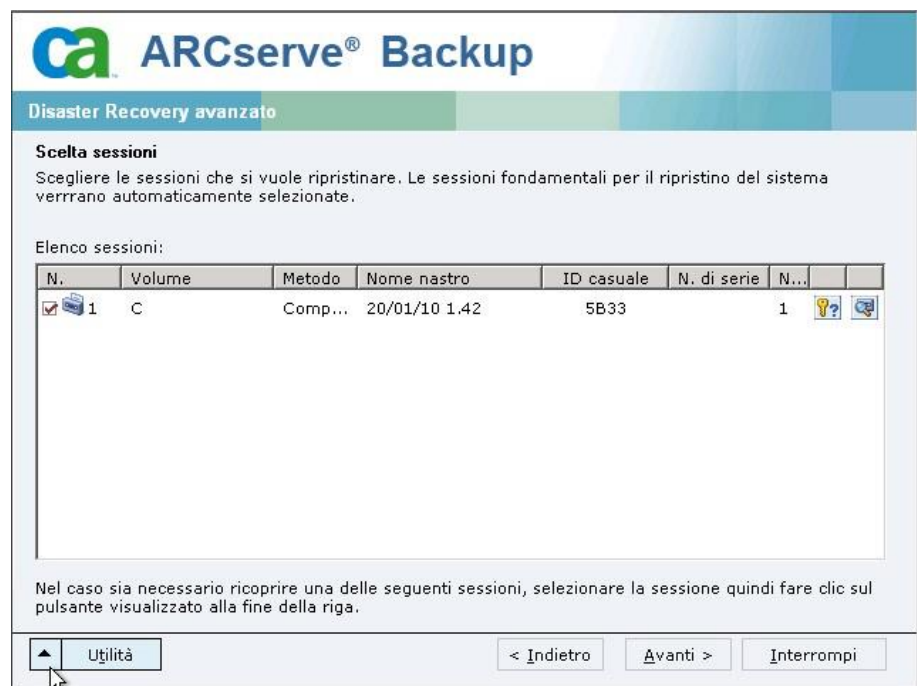 ca ARCserve® Backup
Disaster Recovery avanzato
Scelta sessioni
Scegliere le sessioni che si vuole ripristinare. Le sessioni fondamentali per il ripristino del sistema
verrrano automaticamente selezionate.
Elenco sessioni:
N. Volume Metodo Nome nastro ID casuale N. di serie N...
1 C Comp... 20/01/10 1.42 5B33 1
Nel caso sia necessario ricoprire una delle seguenti sessioni, selezionare la sessione quindi fare clic sul
pulsante visualizzato alla fine della riga.
Utilità < Indietro Avanti > Interrompi